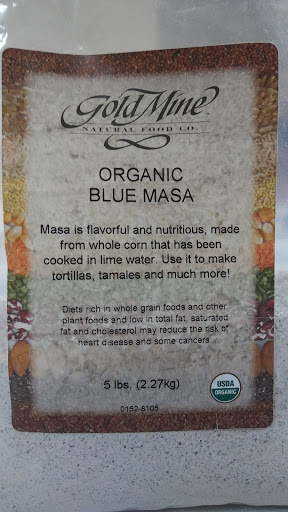 Gold Mine™
NATURAL FOOD CO.
ORGANIC
BLUE MASA
Masa is flavorful and nutritious, made
from whole corn that has been
cooked in lime water. Use it to make
tortillas, tamales and much more!
Diets rich in whole grain foods and other
plant foods and low in total fat, saturated
fat and cholesterol may reduce the risk of
heart disease and some cancers.
5 lbs. (2.27kg)
USDA
ORGANIC
0152-8105